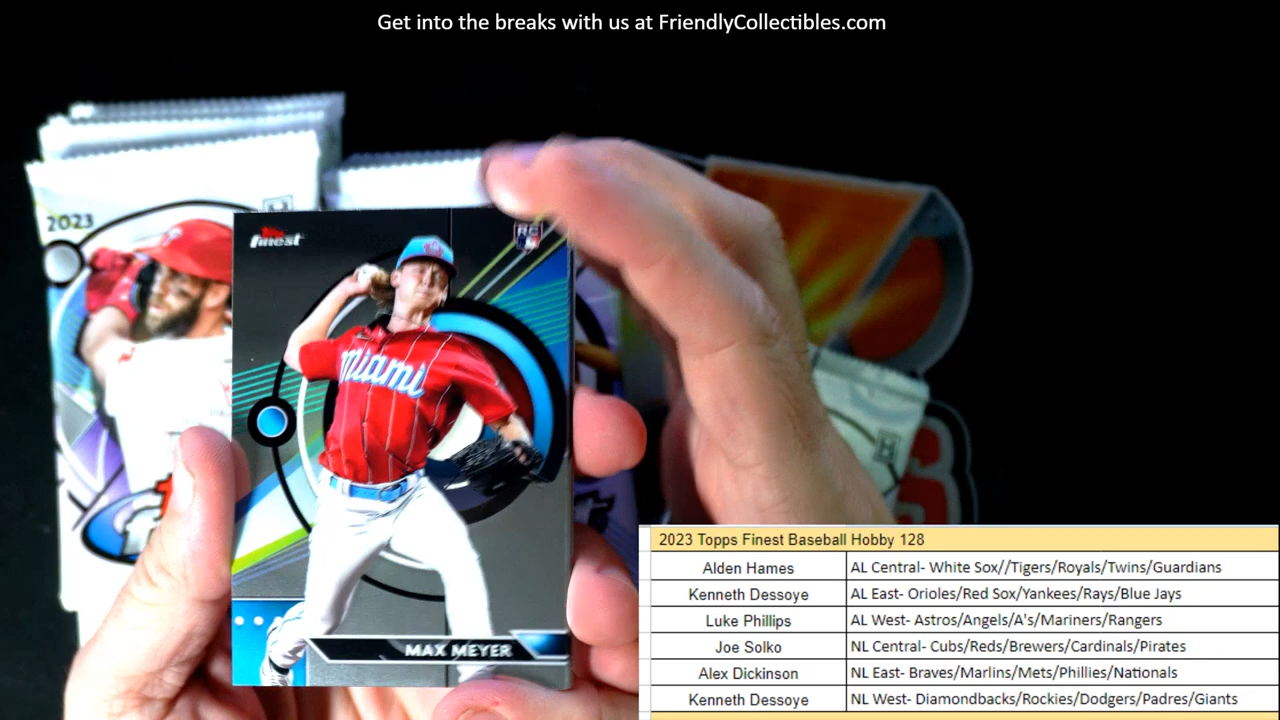 Get into the breaks with us at FriendlyCollectibles.com
2023
Topps
finest
RC
Miami
MAX MEYER
2023 Topps Finest Baseball Hobby 128
Alden Hames AL Central- White Sox//Tigers/Royals/Twins/Guardians
Kenneth Dessoye AL East- Orioles/Red Sox/Yankees/Rays/Blue Jays
Luke Phillips AL West- Astros/Angels/A's/Mariners/Rangers
Joe Solko NL Central- Cubs/Reds/Brewers/Cardinals/Pirates
Alex Dickinson NL East- Braves/Marlins/Mets/Phillies/Nationals
Kenneth Dessoye NL West- Diamondbacks/Rockies/Dodgers/Padres/Giants